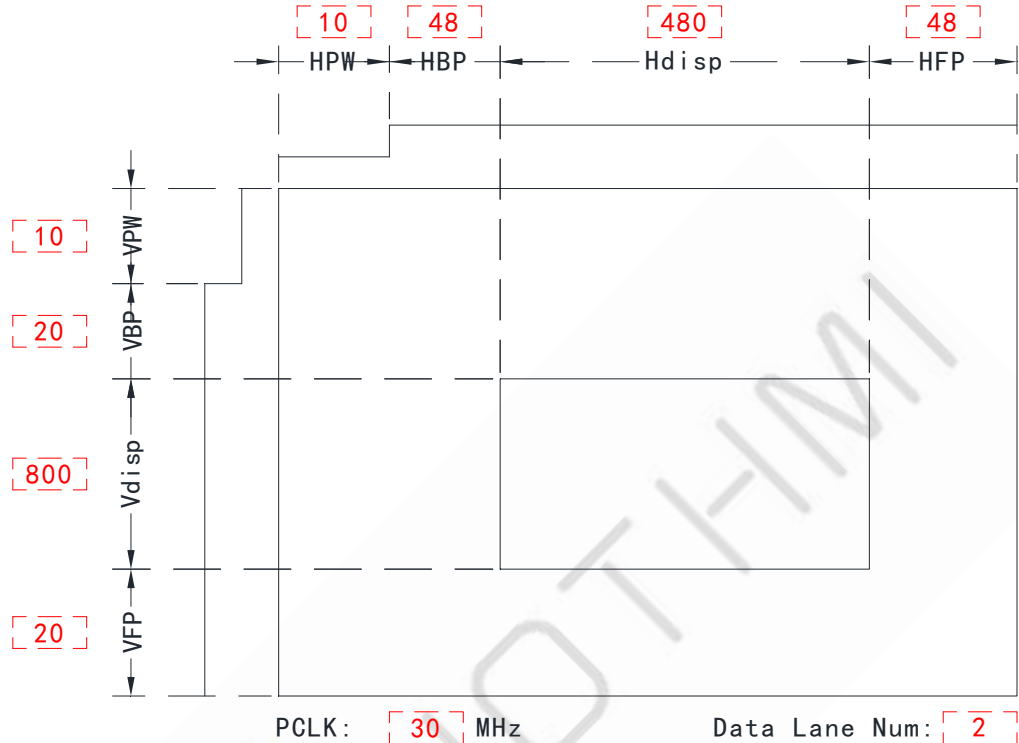 10 48 480 48
HPW HBP Hdisp HFP
10 VPW
20 VBP
800 Vdisp
20 VFP
IOTHMI
PCLK: 30 MHz Data Lane Num: 2